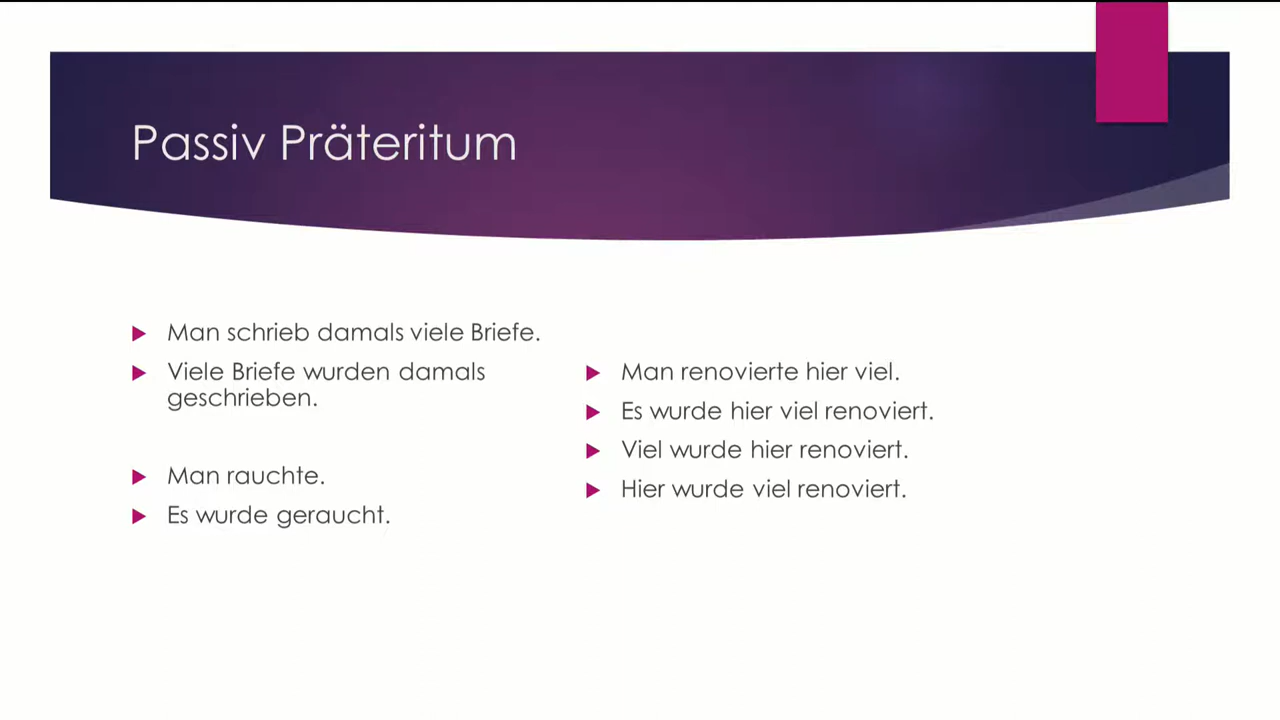 Passiv Präteritum
Man schrieb damals viele Briefe.
Viele Briefe wurden damals
geschrieben.
Man rauchte.
Es wurde geraucht.
Man renovierte hier viel.
Es wurde hier viel renoviert.
Viel wurde hier renoviert.
Hier wurde viel renoviert.